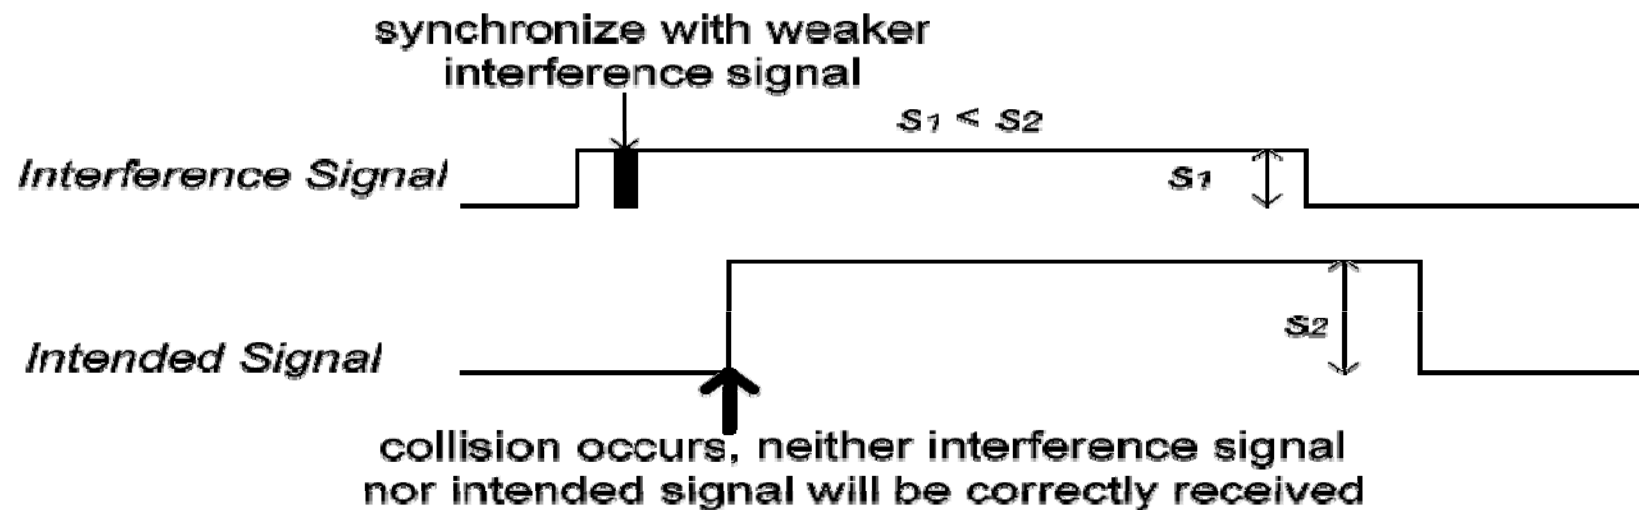 synchronize with weaker
interference signal
S1 < S2
Interference Signal
S1
S2
Intended Signal
collision occurs, neither interference signal
nor intended signal will be correctly received